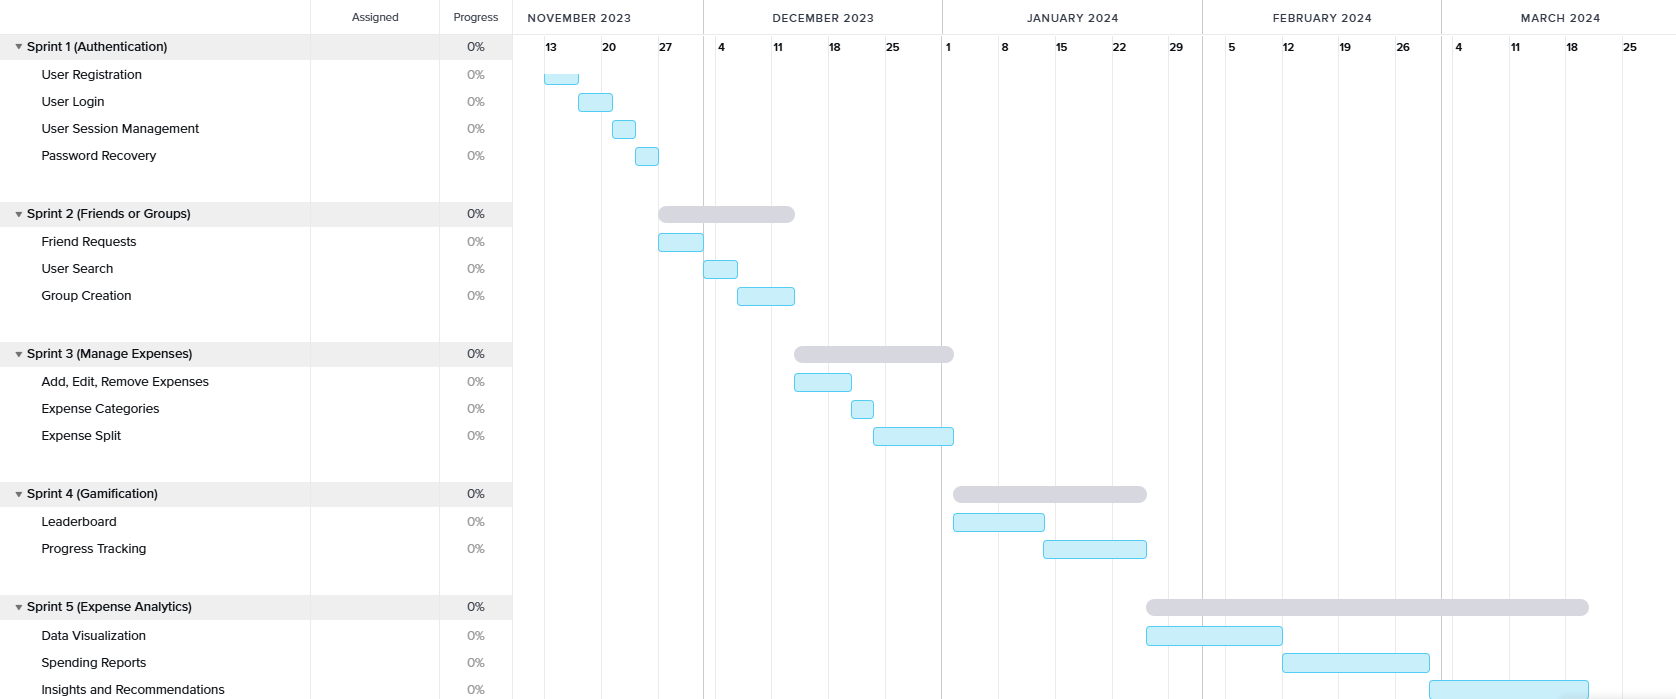 Assigned Progress NOVEMBER 2023 DECEMBER 2023 JANUARY 2024 FEBRUARY 2024 MARCH 2024
Sprint 1 (Authentication) 0% 13 20 27 4 11 18 25 1 8 15 22 29 5 12 19 26 4 11 18 25
User Registration 0%
User Login 0%
User Session Management 0%
Password Recovery 0%
Sprint 2 (Friends or Groups) 0%
Friend Requests 0%
User Search 0%
Group Creation 0%
Sprint 3 (Manage Expenses) 0%
Add, Edit, Remove Expenses 0%
Expense Categories 0%
Expense Split 0%
Sprint 4 (Gamification) 0%
Leaderboard 0%
Progress Tracking 0%
Sprint 5 (Expense Analytics) 0%
Data Visualization 0%
Spending Reports 0%
Insights and Recommendations 0%